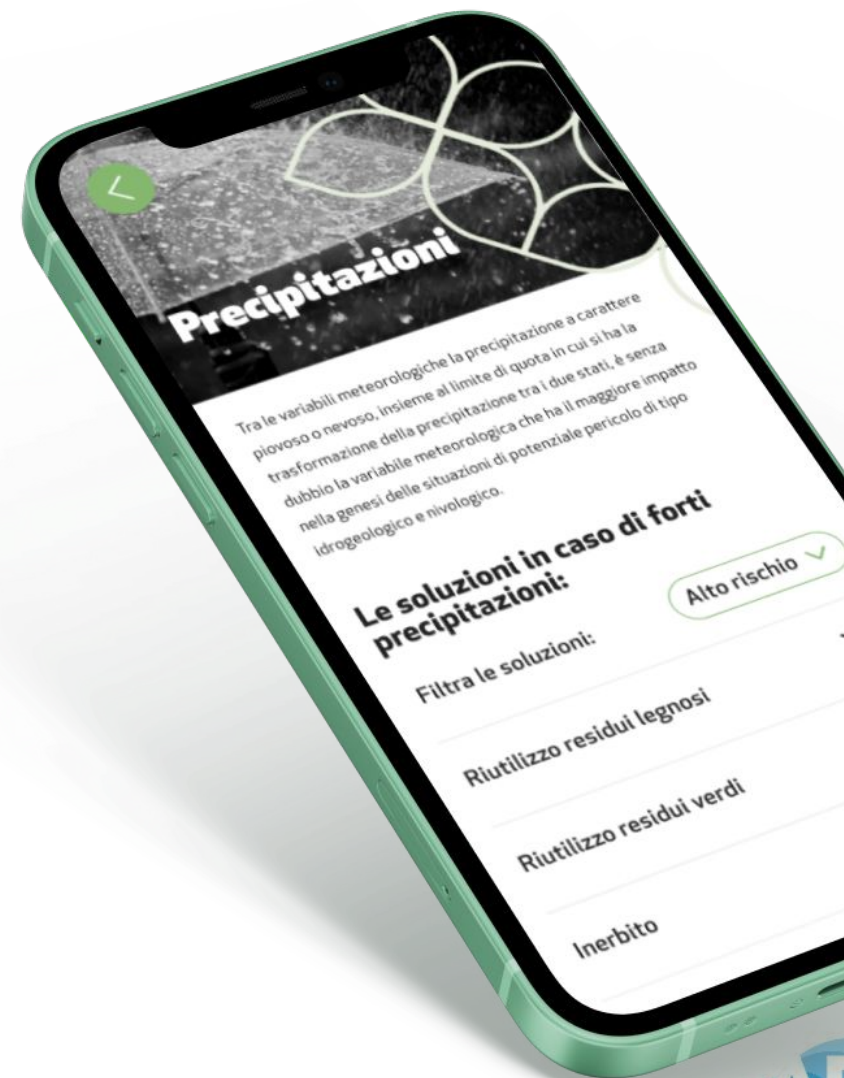 Precipitazioni
Tra le variabili meteorologiche la precipitazione a carattere
piovoso o nevoso, insieme al limite di quota in cui si ha la
trasformazione della precipitazione tra i due stati, è senza
dubbio la variabile meteorologica che ha il maggiore impatto
nella genesi delle situazioni di potenziale pericolo di tipo
idrogeologico e nivologico.
Le soluzioni in caso di forti
precipitazioni:
Filtra le soluzioni:
Alto rischio
Riutilizzo residui legnosi
Riutilizzo residui verdi
Inerbito